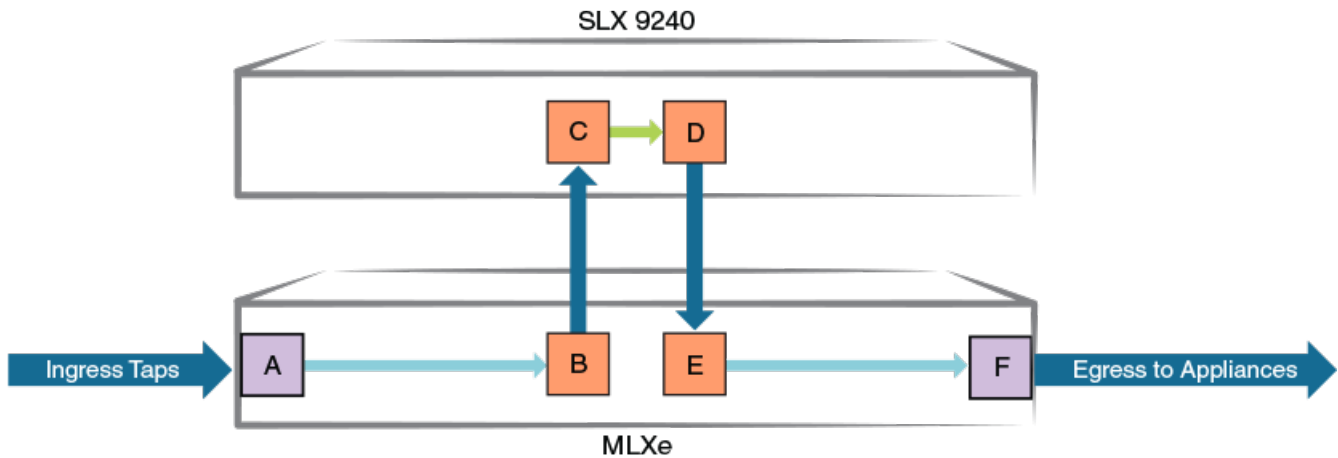 SLX 9240
C
D
Ingress Taps
A
B
E
F
Egress to Appliances
MLXe